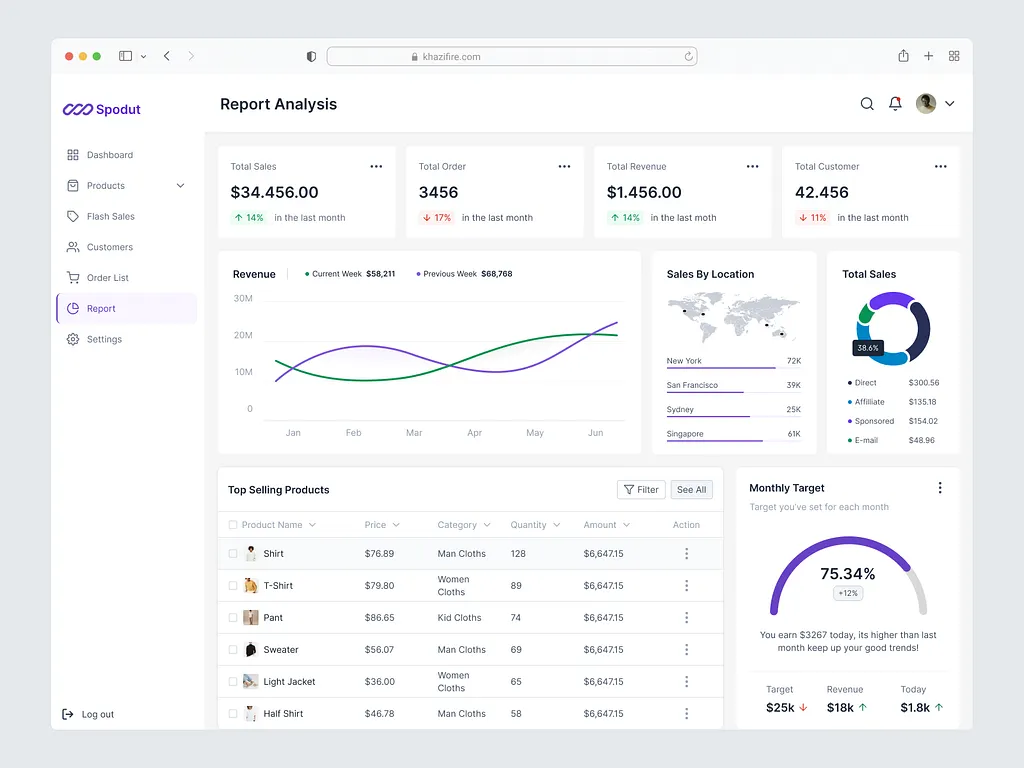 khazifire.com
Spodut
Report Analysis
Dashboard
Products
Flash Sales
Customers
Order List
Report
Settings
Log out
Total Sales
$34.456.00
14% in the last month
Total Order
3456
17% in the last month
Total Revenue
$1.456.00
14% in the last moth
Total Customer
42.456
11% in the last month
Revenue
Current Week $58,211
Previous Week $68,768
30M
20M
10M
0
Jan Feb Mar Apr May Jun
Sales By Location
New York 72K
San Francisco 39K
Sydney 25K
Singapore 61K
Total Sales
38.6%
Direct $300.56
Affilliate $135.18
Sponsored $154.02
E-mail $48.96
Top Selling Products
Filter
See All
Product Name Price Category Quantity Amount Action
Shirt $76.89 Man Cloths 128 $6,647.15
T-Shirt $79.80 Women
Cloths 89 $6,647.15
Pant $86.65 Kid Cloths 74 $6,647.15
Sweater $56.07 Man Cloths 69 $6,647.15
Light Jacket $36.00 Women
Cloths 65 $6,647.15
Half Shirt $46.78 Man Cloths 58 $6,647.15
Monthly Target
Target you've set for each month
75.34%
+12%
You earn $3267 today, its higher than last
month keep up your good trends!
Target Revenue Today
$25k $18k $1.8k